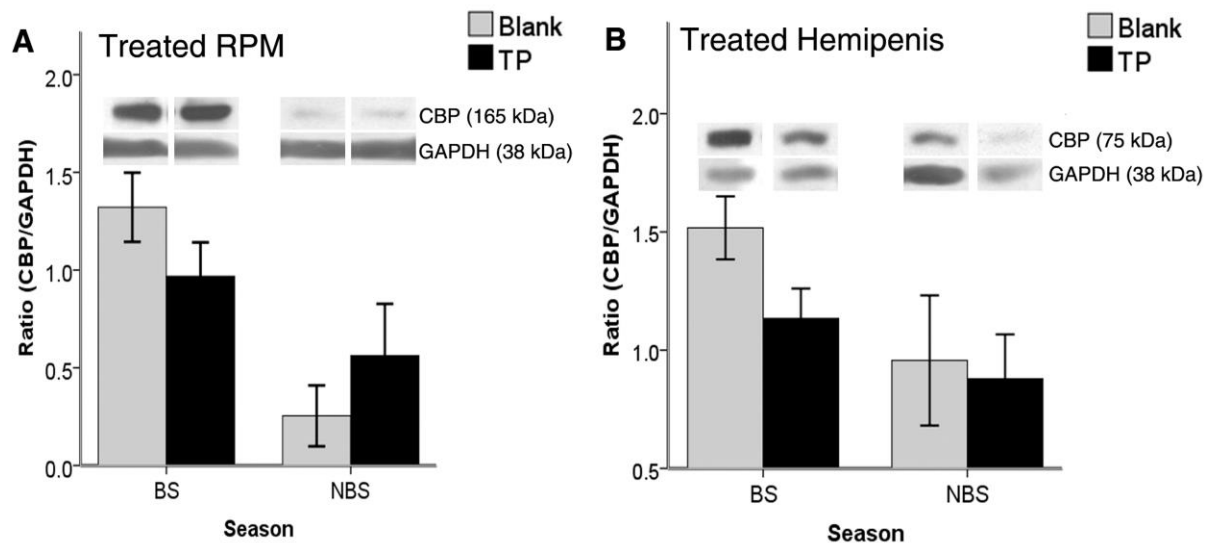 A Treated RPM
Blank
TP
Ratio (CBP/GAPDH)
2.0
1.5
1.0
0.5
0.0
CBP (165 kDa)
GAPDH (38 kDa)
BS NBS
Season
B Treated Hemipenis
Blank
TP
Ratio (CBP/GAPDH)
2.0
1.5
1.0
0.5
CBP (75 kDa)
GAPDH (38 kDa)
BS NBS
Season